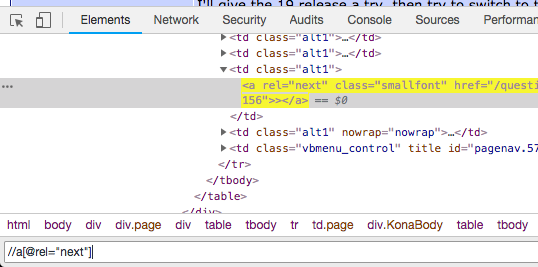 I'll give the 19 release a try, then try to switch to t
Elements Network Security Audits Console Sources Performan
<td class="alt1">…</td>
<td class="alt1">…</td>
<td class="alt1">
<a rel="next" class="smallfont" href="/questi
156">></a> == $0
</td>
<td class="alt1" nowrap="nowrap">…</td>
<td class="vbmenu_control" title id="pagenav.57
</tr>
</tbody>
</table>
</div>
html body div div.page div table tbody tr td.page div.KonaBody div table tbody
//a[@rel="next"]